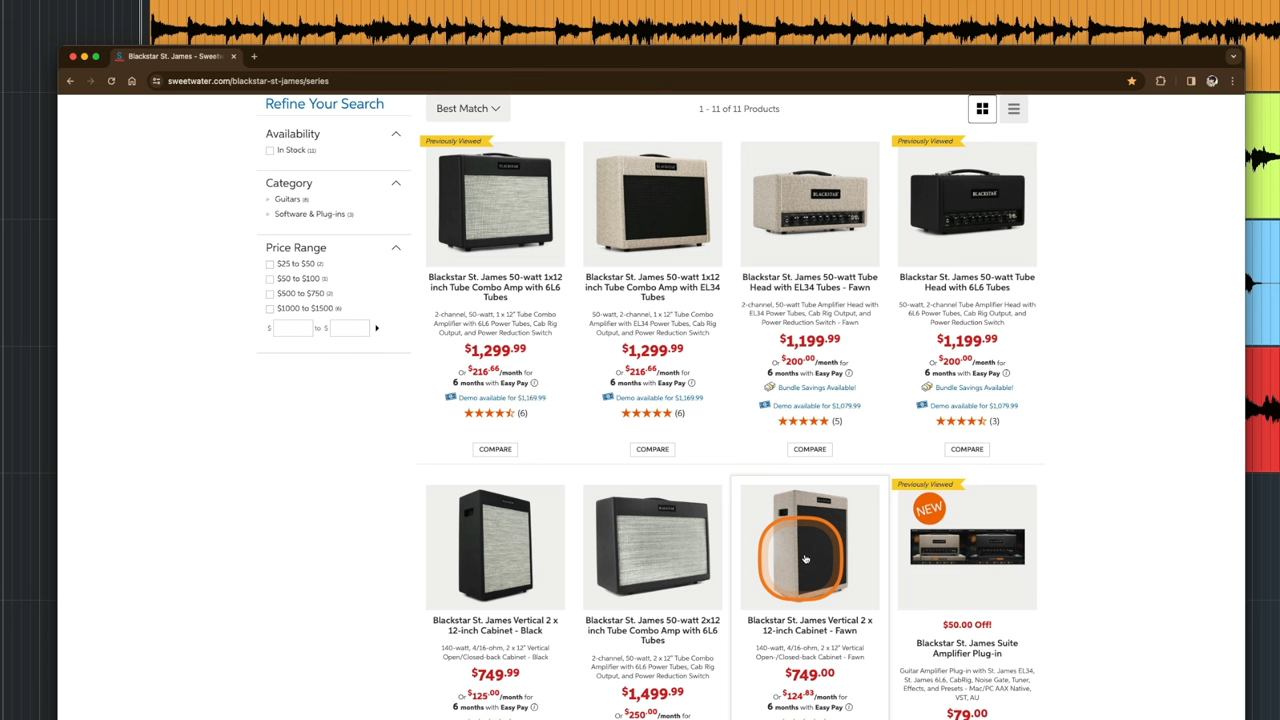 Blackstar St. James - Sweetw
sweetwater.com/blackstar-st-james/series
Refine Your Search
Availability
In Stock (11)
Category
Guitars (8)
Software & Plug-ins (3)
Price Range
$25 to $50 (2)
$50 to $100 (1)
$500 to $750 (2)
$1000 to $1500 (6)
$ to $
Best Match
1 - 11 of 11 Products
Previously Viewed
BLACKSTAR
Blackstar St. James 50-watt 1x12
inch Tube Combo Amp with 6L6
Tubes
2-channel, 50-watt, 1 x 12" Tube Combo
Amplifier with 6L6 Power Tubes, Cab Rig
Output, and Power Reduction Switch
$1,299.99
Or $216.66/month for
6 months with Easy Pay
Demo available for $1,169.99
(6)
COMPARE
BLACKSTAR
Blackstar St. James 50-watt 1x12
inch Tube Combo Amp with EL34
Tubes
50-watt, 2-channel, 1 x 12" Tube Combo
Amplifier with EL34 Power Tubes, Cab Rig
Output, and Power Reduction Switch
$1,299.99
Or $216.66/month for
6 months with Easy Pay
Demo available for $1,169.99
(6)
COMPARE
BLACKSTAR
Blackstar St. James 50-watt Tube
Head with EL34 Tubes - Fawn
2-channel, 50-watt Tube Amplifier Head with
EL34 Power Tubes, Cab Rig Output, and
Power Reduction Switch - Fawn
$1,199.99
Or $200.00/month for
6 months with Easy Pay
Bundle Savings Available!
Demo available for $1,079.99
(5)
COMPARE
Previously Viewed
BLACKSTAR
Blackstar St. James 50-watt Tube
Head with 6L6 Tubes
50-watt, 2-channel Tube Amplifier Head with
6L6 Power Tubes, Cab Rig Output, and
Power Reduction Switch
$1,199.99
Or $200.00/month for
6 months with Easy Pay
Bundle Savings Available!
Demo available for $1,079.99
(3)
COMPARE
Blackstar St. James Vertical 2 x
12-inch Cabinet - Black
140-watt, 4/16-ohm, 2 x 12" Vertical
Open/Closed-back Cabinet - Black
$749.99
Or $125.00/month for
6 months with Easy Pay
BLACKSTAR
Blackstar St. James 50-watt 2x12
inch Tube Combo Amp with 6L6
Tubes
2-channel, 50-watt, 2 x 12" Tube Combo
Amplifier with 6L6 Power Tubes, Cab Rig
Output, and Power Reduction Switch
$1,499.99
Or $250.00/month for
Blackstar St. James Vertical 2 x
12-inch Cabinet - Fawn
140-watt, 4/16-ohm, 2 x 12" Vertical
Open-/Closed-back Cabinet - Fawn
$749.00
Or $124.83/month for
6 months with Easy Pay
Previously Viewed
NEW
$50.00 Off!
Blackstar St. James Suite
Amplifier Plug-in
Guitar Amplifier Plug-in with St. James EL34,
St. James 6L6, CabRig, Noise Gate, Tuner,
Effects, and Presets - Mac/PC AAX Native,
VST, AU
$79.00